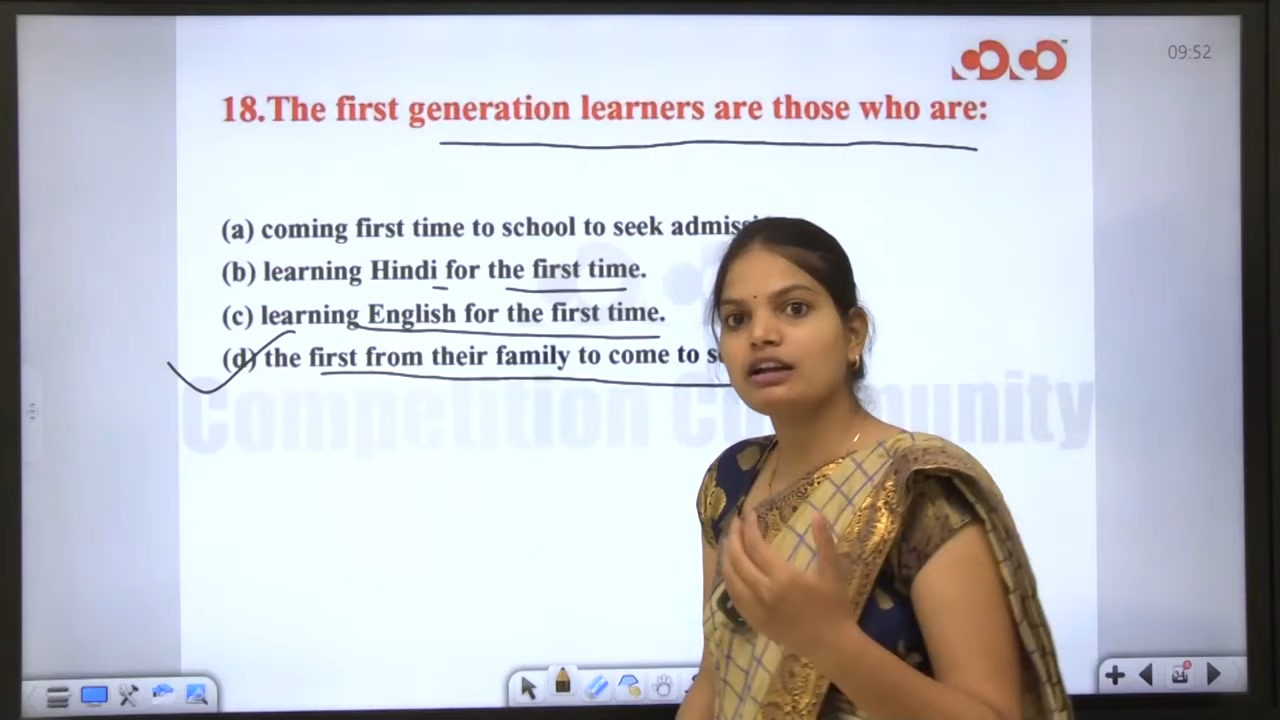 09:52
18.The first generation learners are those who are:
(a) coming first time to school to seek
(b) learning Hindi for the first time.
(c) learning English for the first time.
(d) the first from their family to come to
Competition Community